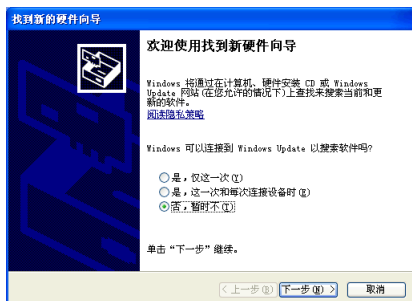 找到新的硬件向导
欢迎使用找到新硬件向导
Windows 将通过在计算机、硬件安装 CD 或 Windows
Update 网站(在您允许的情况下)上查找来搜索当前和更
新的软件。
阅读隐私策略
Windows 可以连接到 Windows Update 以搜索软件吗?
是，仅这一次(Y)
是，这一次和每次连接设备时(E)
否，暂时不(T)
单击“下一步”继续。
< 上一步(B) 下一步(N) > 取消